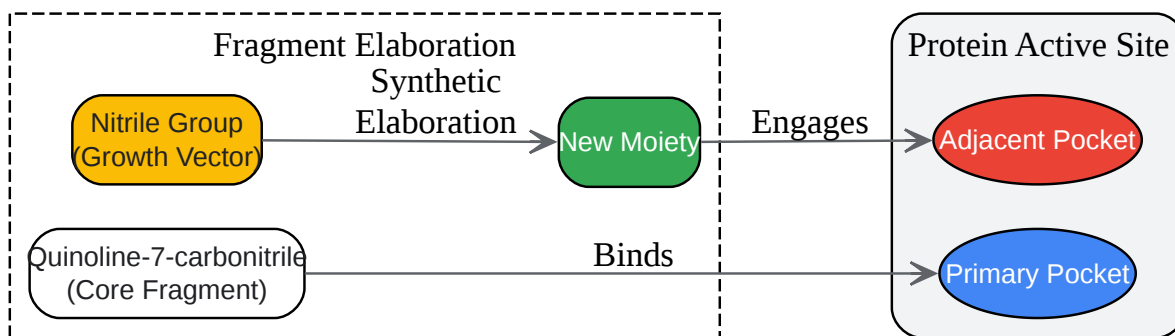 Fragment Elaboration
Protein Active Site
Synthetic
Elaboration
Nitrile Group
(Growth Vector)
New Moiety
Engages
Adjacent Pocket
Quinoline-7-carbonitrile
(Core Fragment)
Binds
Primary Pocket